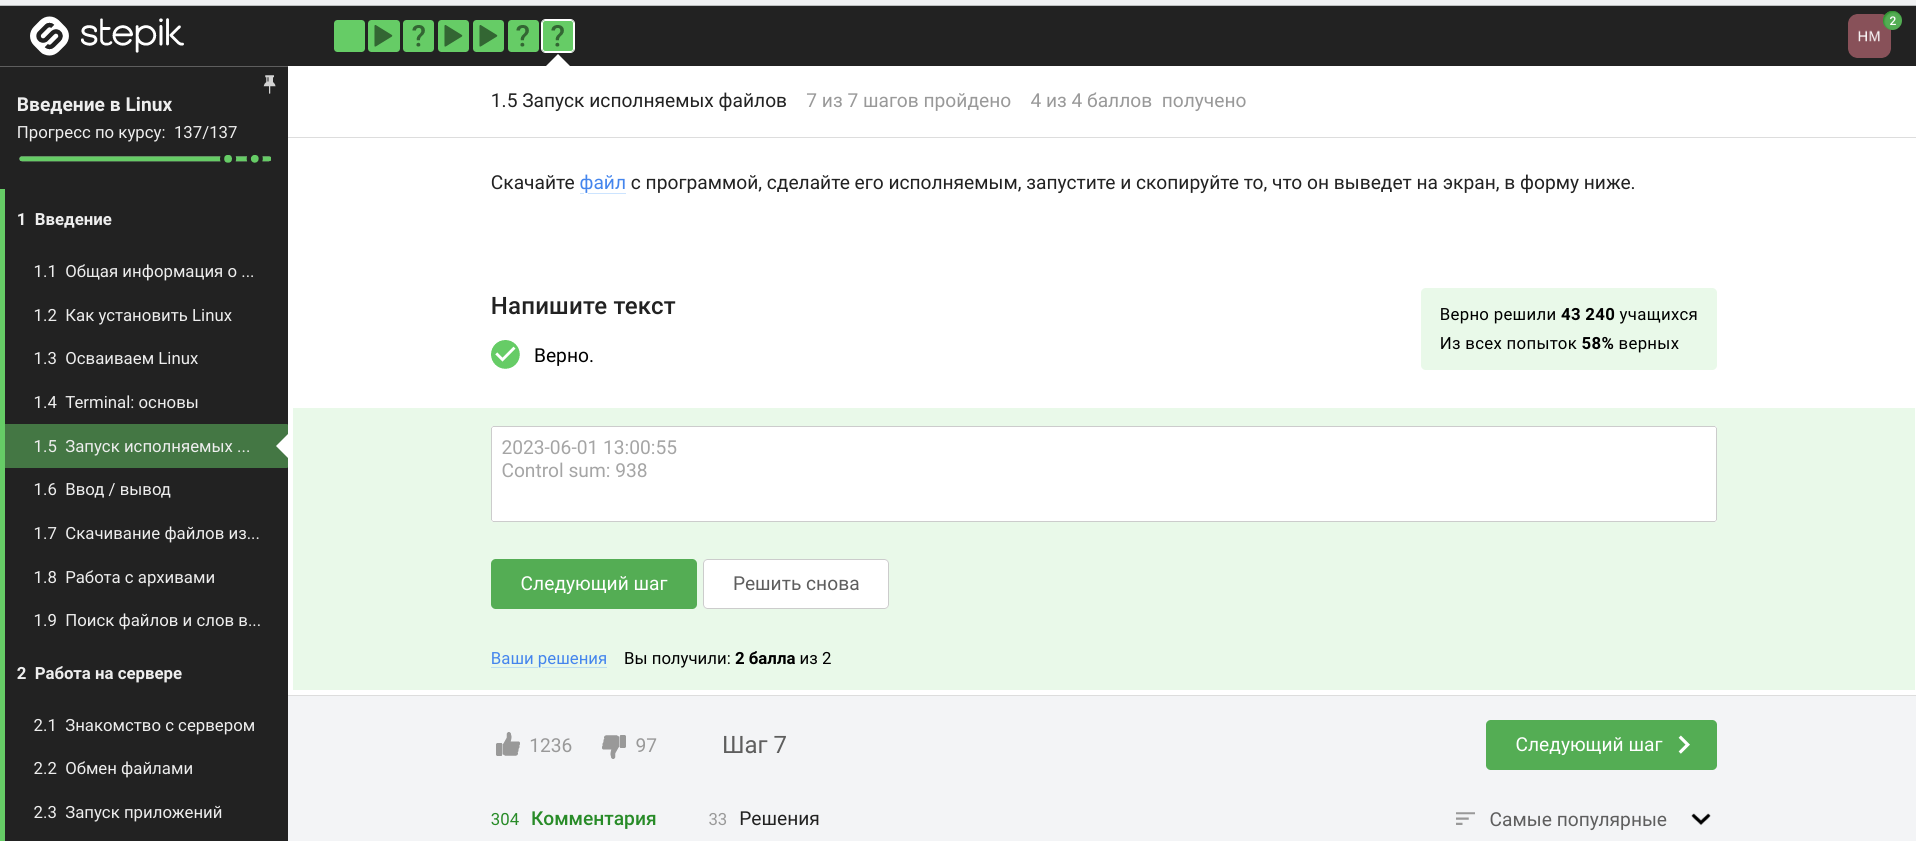 stepik
? ? ?
НМ
2
Введение в Linux
Прогресс по курсу: 137/137
1 Введение
1.1 Общая информация о ...
1.2 Как установить Linux
1.3 Осваиваем Linux
1.4 Terminal: основы
1.5 Запуск исполняемых ...
1.6 Ввод / вывод
1.7 Скачивание файлов из...
1.8 Работа с архивами
1.9 Поиск файлов и слов в...
2 Работа на сервере
2.1 Знакомство с сервером
2.2 Обмен файлами
2.3 Запуск приложений
1.5 Запуск исполняемых файлов 7 из 7 шагов пройдено 4 из 4 баллов получено
Скачайте файл с программой, сделайте его исполняемым, запустите и скопируйте то, что он выведет на экран, в форму ниже.
Напишите текст
Верно.
Верно решили 43 240 учащихся
Из всех попыток 58% верных
2023-06-01 13:00:55
Control sum: 938
Следующий шаг Решить снова
Ваши решения Вы получили: 2 балла из 2
1236 97 Шаг 7 Следующий шаг
304 Комментария 33 Решения Самые популярные